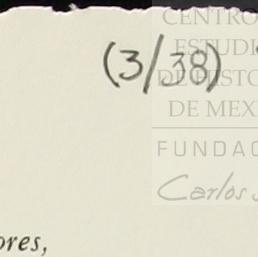 (3/38)
CENTRO
ESTUDI
DE HISTO
DE MEX
FUNDAC
Carlos S
ores,